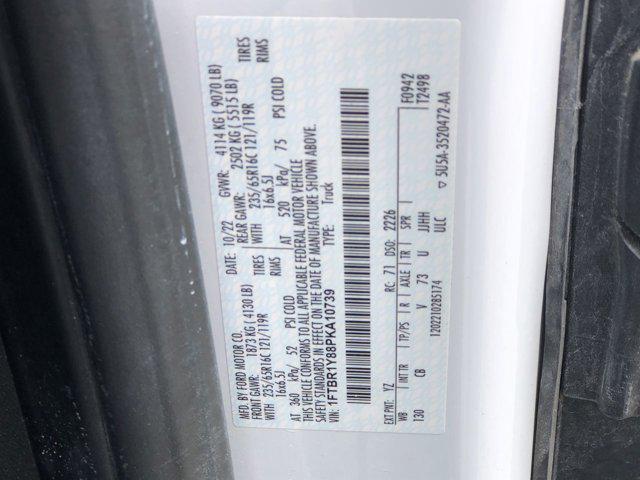 MFD. BY FORD MOTOR CO. DATE: 10/22 GVWR: 4114 KG ( 9070 LB)
FRONT GAWR: 1873 KG ( 4130 LB) REAR GAWR: 2502 KG ( 5515 LB)
WITH 235/65R16C 121/119R TIRES WITH 235/65R16C 121/119R TIRES
16x6.5J RIMS 16x6.5J RIMS
AT 360 kPa/ 52 PSI COLD AT 520 kPa/ 75 PSI COLD
THIS VEHICLE CONFORMS TO ALL APPLICABLE FEDERAL MOTOR VEHICLE
SAFETY STANDARDS IN EFFECT ON THE DATE OF MANUFACTURE SHOWN ABOVE.
VIN: 1FTBR1Y88PKA10739 TYPE: Truck
EXT PNT: YZ RC: 71 DSO: 2226 F0942
WB INT TR TP/PS R AXLE TR SPR T2498
130 CB V 73 U JJHH
ULC
1202210285174 5U5A-3520472-AA